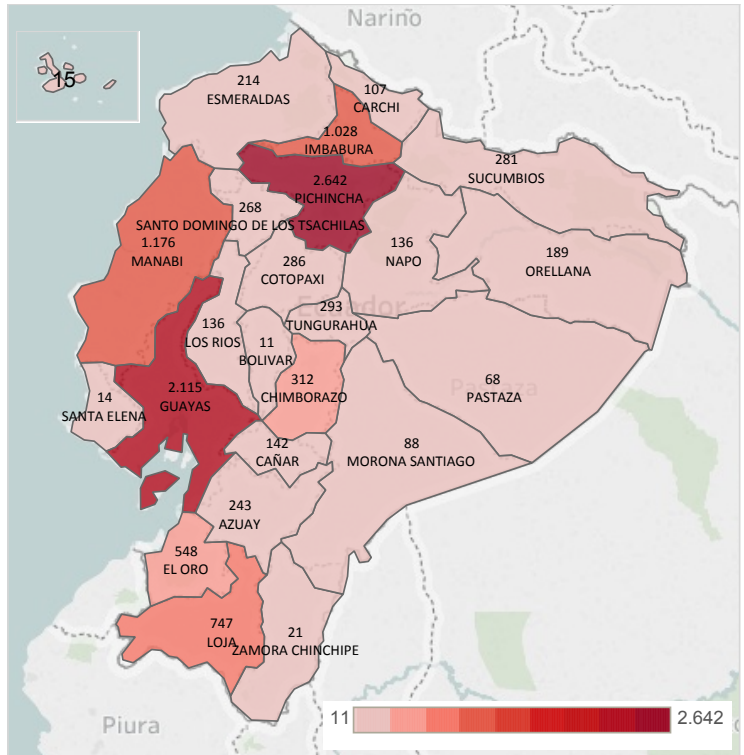 Nariño
15
214
ESMERALDAS
107
CARCHI
1.028
IMBABURA
281
SUCUMBIOS
2.642
PICHINCHA
268
SANTO DOMINGO DE LOS TSACHILAS
1.176
MANABI
136
NAPO
189
ORELLANA
286
COTOPAXI
Ecuador
293
TUNGURAHUA
136
LOS RIOS
11
BOLIVAR
312
CHIMBORAZO
68
Pastaza
PASTAZA
14
SANTA ELENA
2.115
GUAYAS
142
CAÑAR
88
MORONA SANTIAGO
243
AZUAY
548
EL ORO
747
LOJA
21
ZAMORA CHINCHIPE
Piura
11
2.642